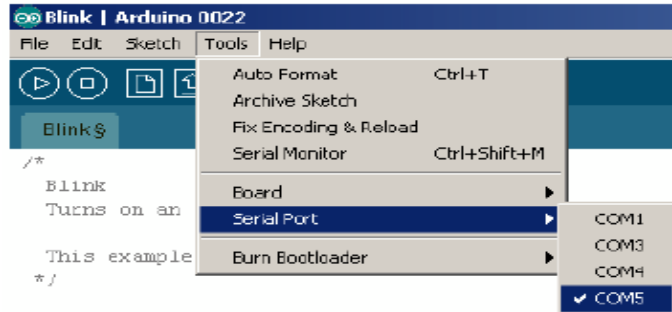 Blink | Arduino 0022
File Edit Sketch Tools Help
Auto Format Ctrl+T
Archive Sketch
Fix Encoding & Reload
Serial Monitor Ctrl+Shift+M
Board
Serial Port
Burn Bootloader
COM1
COM3
COM4
✓ COM5
Blink§
/*
Blink
Turns on an
This example
*/